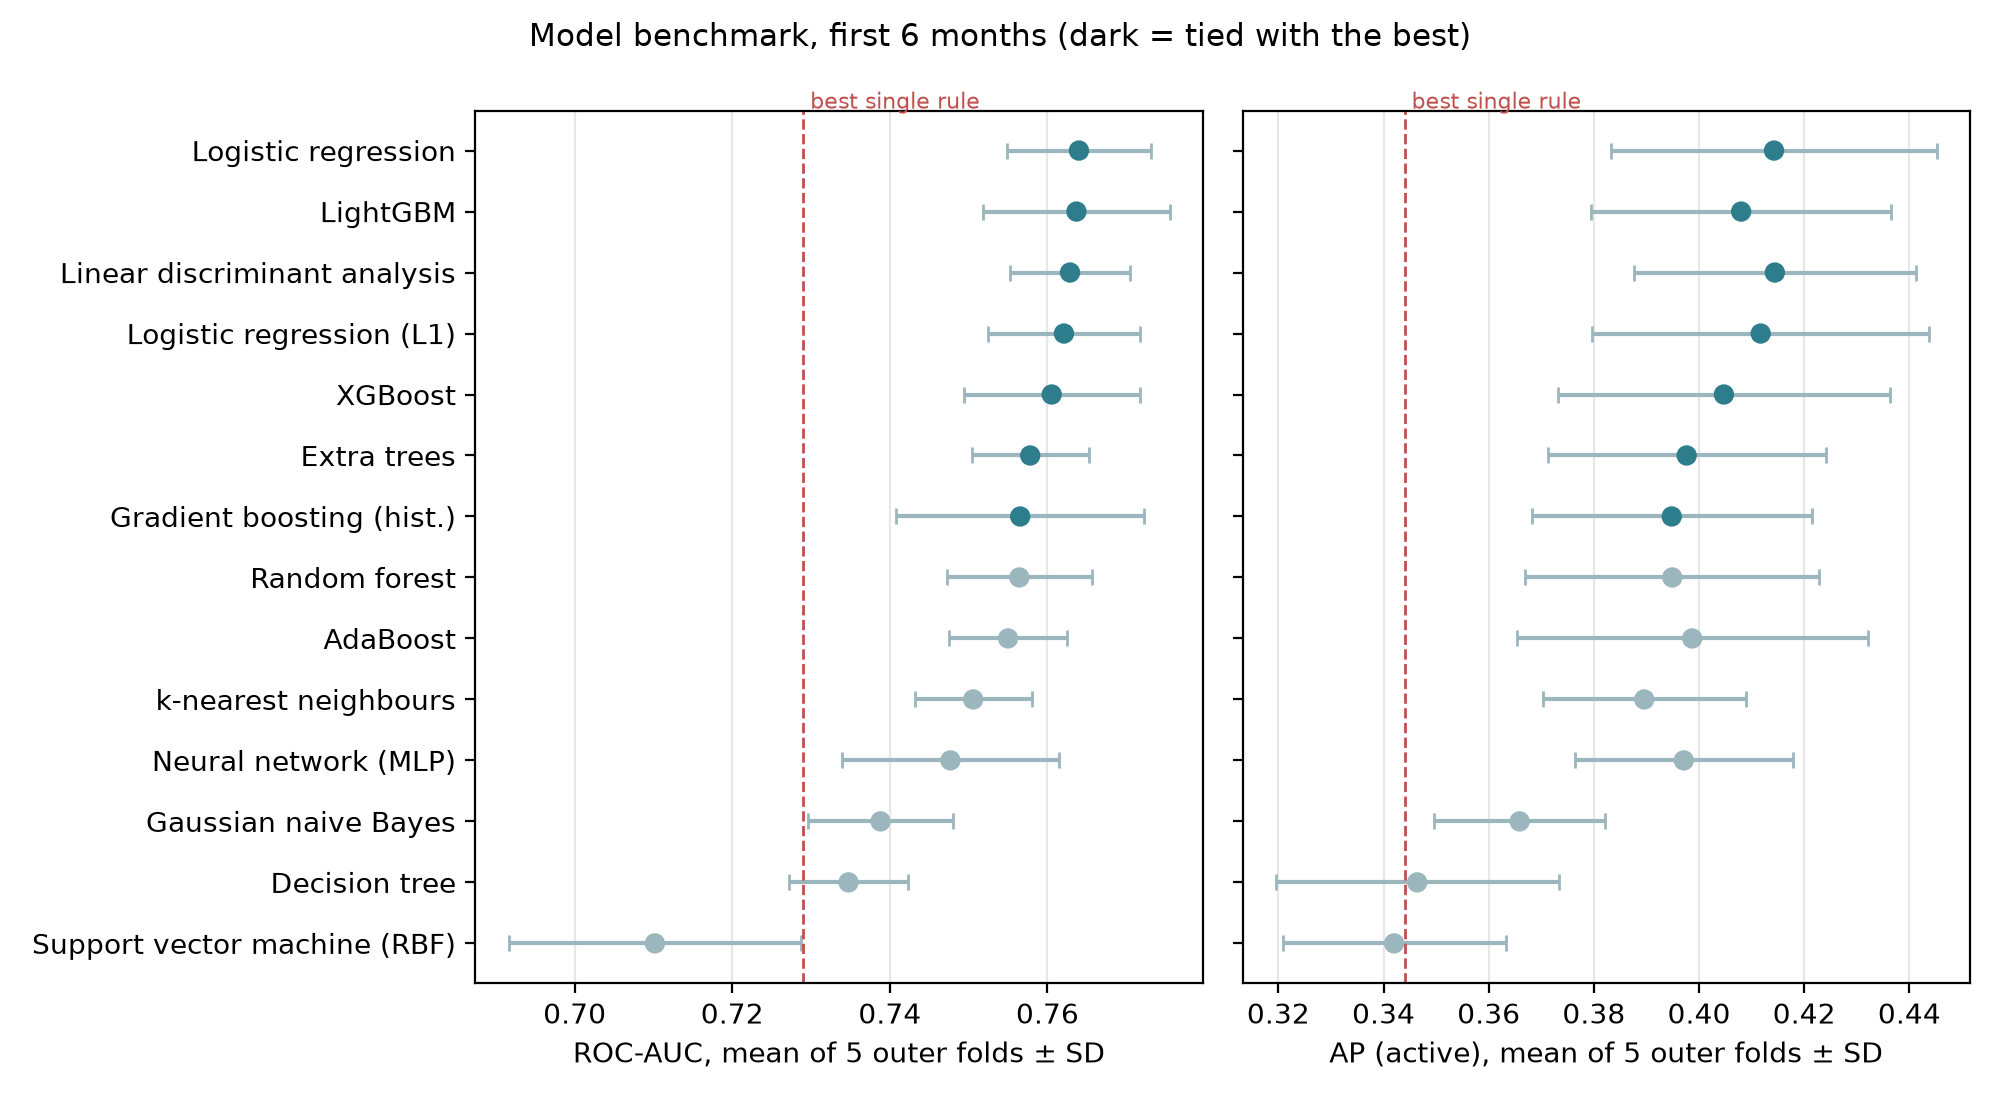 Model benchmark, first 6 months (dark = tied with the best)
best single rule
best single rule
Logistic regression
LightGBM
Linear discriminant analysis
Logistic regression (L1)
XGBoost
Extra trees
Gradient boosting (hist.)
Random forest
AdaBoost
k-nearest neighbours
Neural network (MLP)
Gaussian naive Bayes
Decision tree
Support vector machine (RBF)
0.70 0.72 0.74 0.76
0.32 0.34 0.36 0.38 0.40 0.42 0.44
ROC-AUC, mean of 5 outer folds ± SD
AP (active), mean of 5 outer folds ± SD